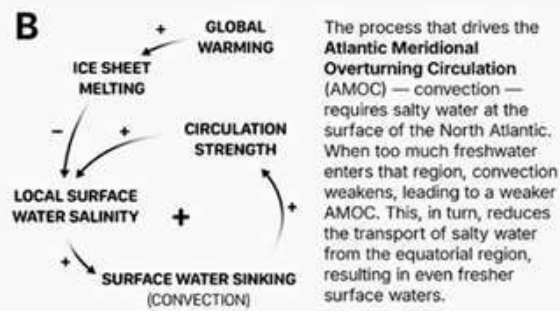 B
+
GLOBAL
WARMING
ICE SHEET
MELTING
–
+
CIRCULATION
STRENGTH
LOCAL SURFACE
WATER SALINITY
+
+
+
SURFACE WATER SINKING
(CONVECTION)
The process that drives the
Atlantic Meridional
Overturning Circulation
(AMOC) — convection —
requires salty water at the
surface of the North Atlantic.
When too much freshwater
enters that region, convection
weakens, leading to a weaker
AMOC. This, in turn, reduces
the transport of salty water
from the equatorial region,
resulting in even fresher
surface waters.